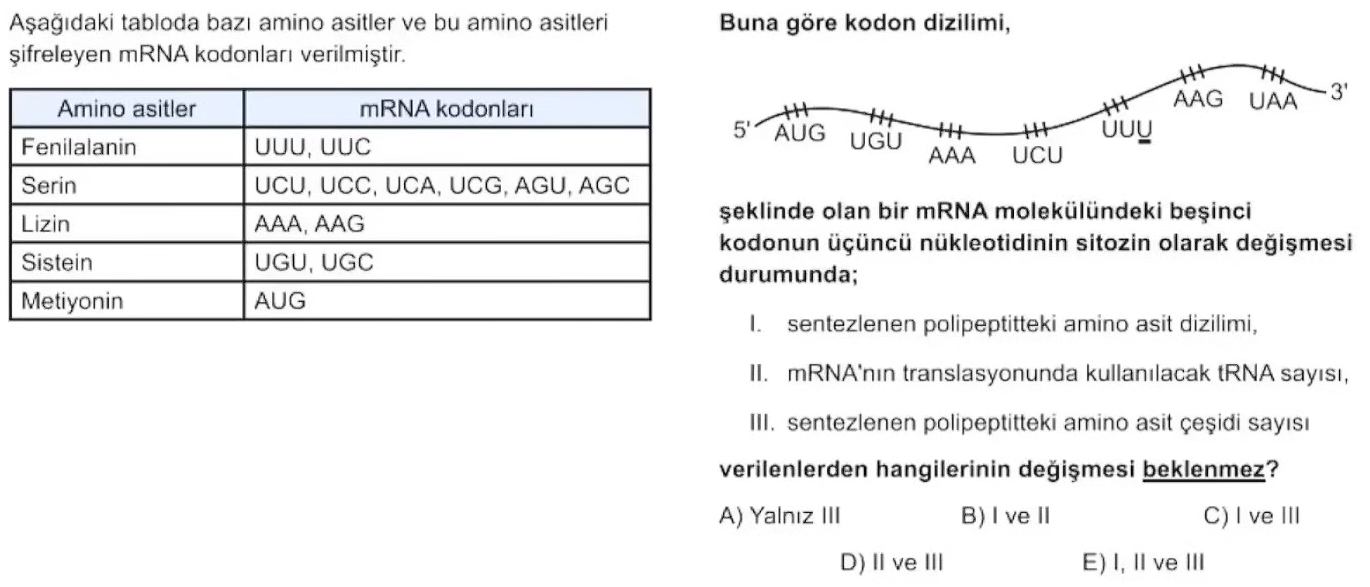 Aşağıdaki tabloda bazı amino asitler ve bu amino asitleri
şifreleyen mRNA kodonları verilmiştir.
Amino asitler mRNA kodonları
Fenilalanin UUU, UUC
Serin UCU, UCC, UCA, UCG, AGU, AGC
Lizin AAA, AAG
Sistein UGU, UGC
Metiyonin AUG
Buna göre kodon dizilimi,
5' AUG UGU AAA UCU UUU AAG UAA 3'
şeklinde olan bir mRNA molekülündeki beşinci
kodonun üçüncü nükleotidinin sitozin olarak değişmesi
durumunda;
I. sentezlenen polipeptitteki amino asit dizilimi,
II. mRNA'nın translasyonunda kullanılacak tRNA sayısı,
III. sentezlenen polipeptitteki amino asit çeşidi sayısı
verilenlerden hangilerinin değişmesi beklenmez?
A) Yalnız III B) I ve II C) I ve III
D) II ve III E) I, II ve III